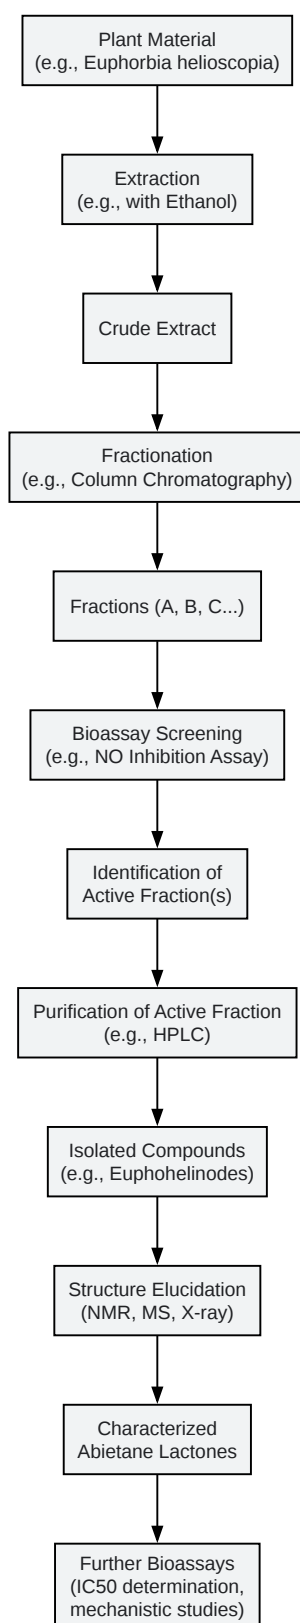 Plant Material
(e.g., Euphorbia helioscopia)
Extraction
(e.g., with Ethanol)
Crude Extract
Fractionation
(e.g., Column Chromatography)
Fractions (A, B, C...)
Bioassay Screening
(e.g., NO Inhibition Assay)
Identification of
Active Fraction(s)
Purification of Active Fraction
(e.g., HPLC)
Isolated Compounds
(e.g., Euphohelinodes)
Structure Elucidation
(NMR, MS, X-ray)
Characterized
Abietane Lactones
Further Bioassays
(IC50 determination,
mechanistic studies)